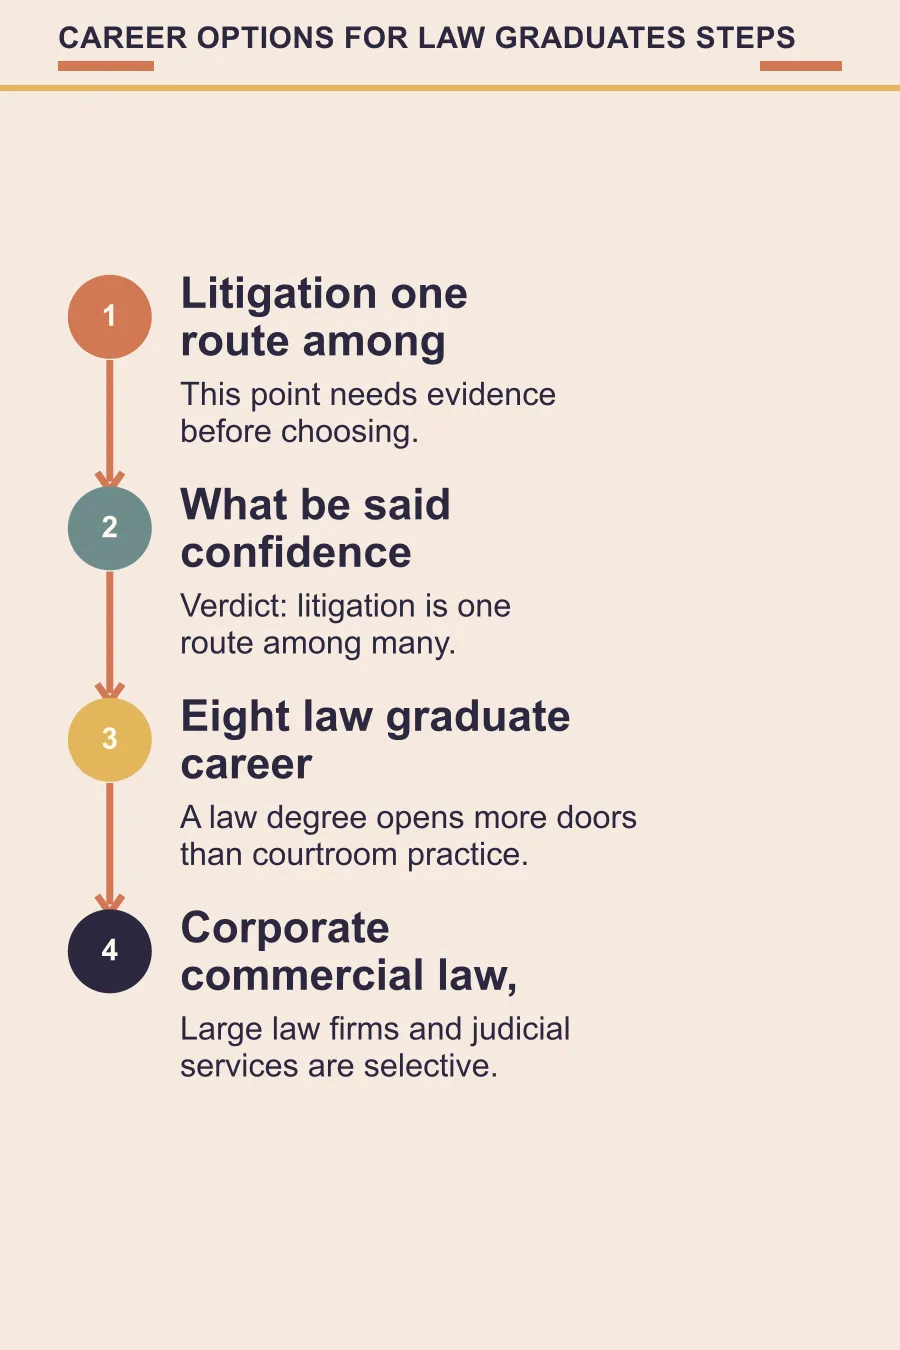 CAREER OPTIONS FOR LAW GRADUATES STEPS
1
Litigation one
route among
This point needs evidence
before choosing.
2
What be said
confidence
Verdict: litigation is one
route among many.
3
Eight law graduate
career
A law degree opens more doors
than courtroom practice.
4
Corporate
commercial law,
Large law firms and judicial
services are selective.